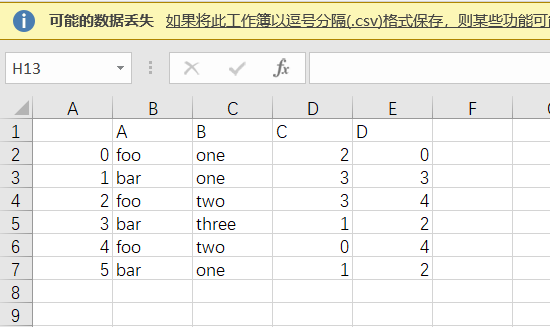 可能的数据丢失 如果将此工作簿以逗号分隔(.csv)格式保存，则某些功能可
H13 fx
A B C D E F
1 A B C D
2 0 foo one 2 0
3 1 bar one 3 3
4 2 foo two 3 4
5 3 bar three 1 2
6 4 foo two 0 4
7 5 bar one 1 2
8
9